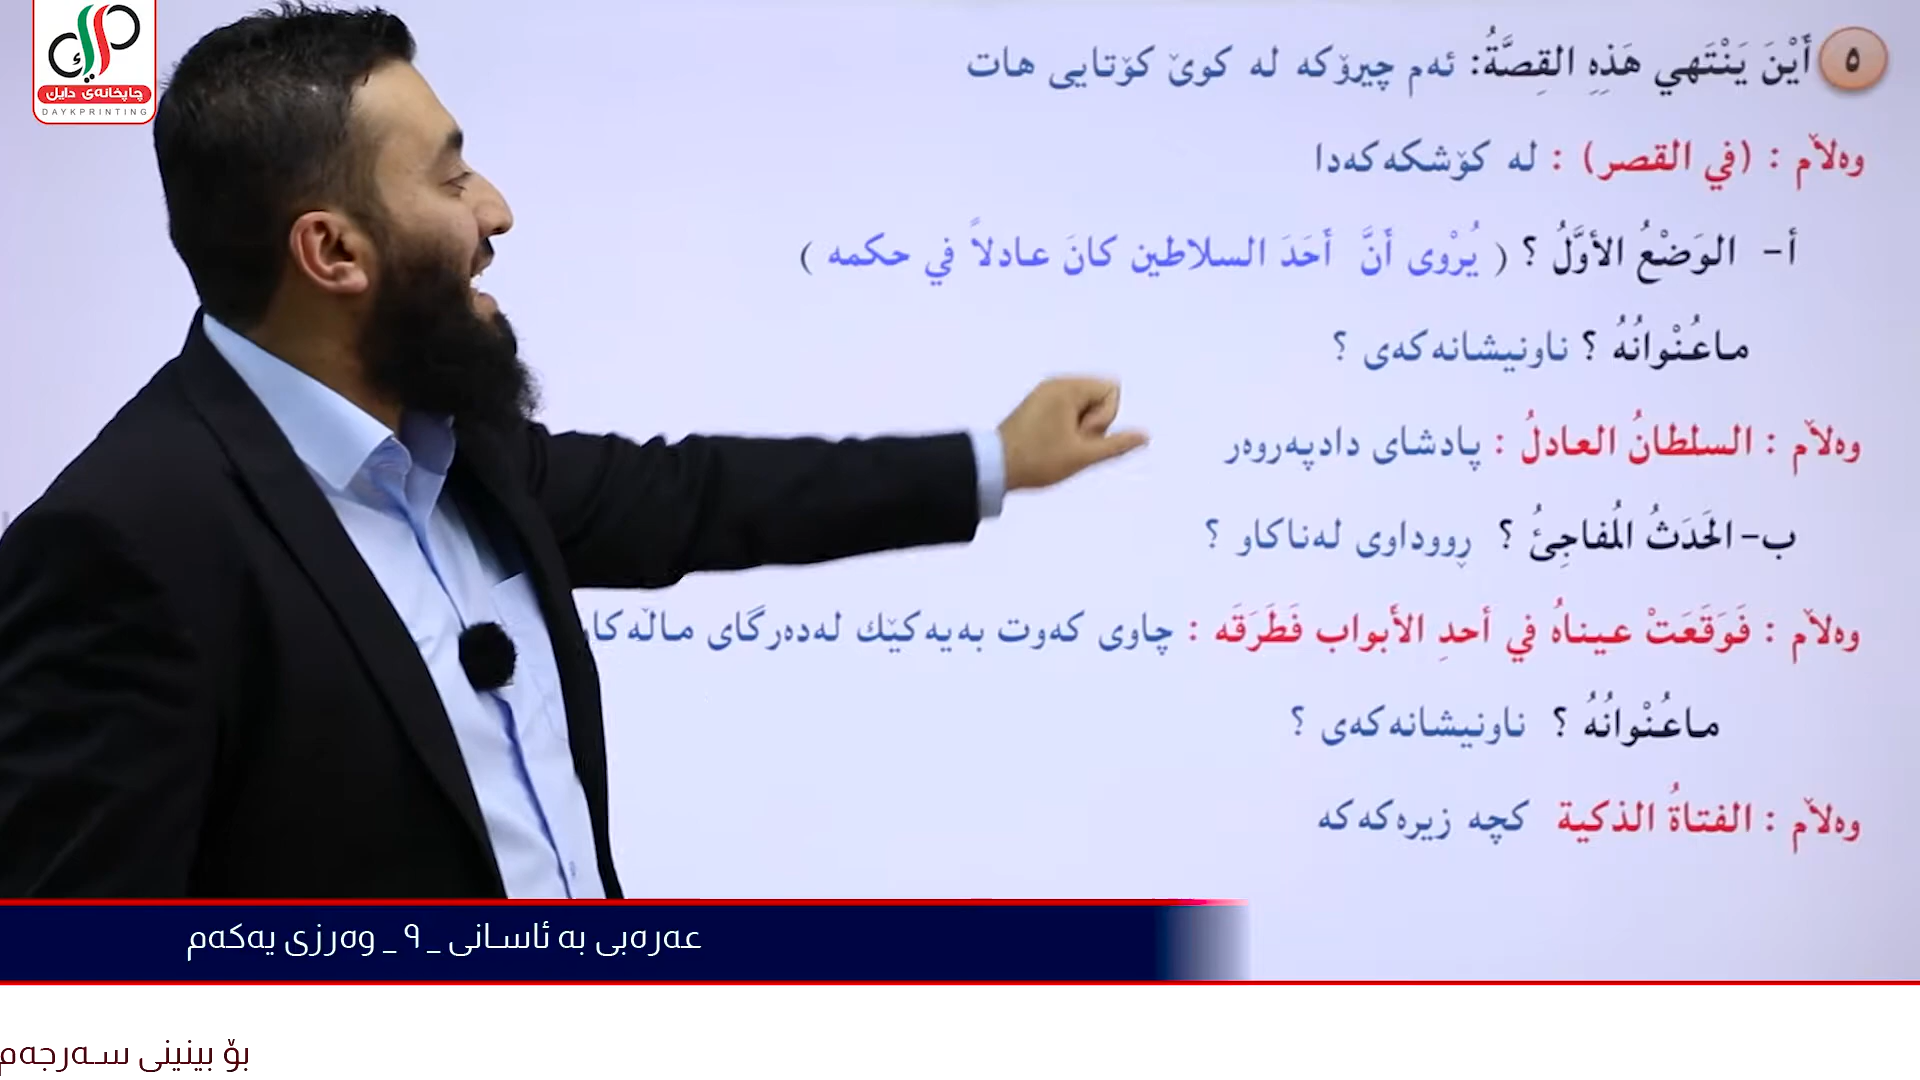 چاپخانەی دایك
DAYKPRINTING
٥ أَيْنَ يَنْتَهي هَذِهِ القِصَّةُ: ئەم چیرۆکە لە کوێ کۆتایی هات
وەڵام : (في القصر) : لە کۆشکەکەدا
أ- الوَضْعُ الأوَّلُ ؟ ( يُرْوى أَنَّ أحَدَ السلاطين كانَ عادلاً في حكمه )
ماعُنْوانُهُ ؟ ناونیشانەکەی ؟
وەڵام : السلطانُ العادلُ : پادشای دادپەروەر
ب- الحَدَثُ المُفاجِئُ ؟ ڕووداوی لەناکاو ؟
وەڵام : فَوَقَعَتْ عيناهُ في أحدِ الأبواب فَطَرَقَه : چاوی کەوت بەیەکێك لەدەرگای ماڵەکا
ماعُنْوانُهُ ؟ ناونیشانەکەی ؟
وەڵام : الفتاةُ الذكية کچە زیرەکەکە
عەرەبی بە ئاسانی _ ٩ _ وەرزی یەکەم
بۆ بینینی سەرجەم